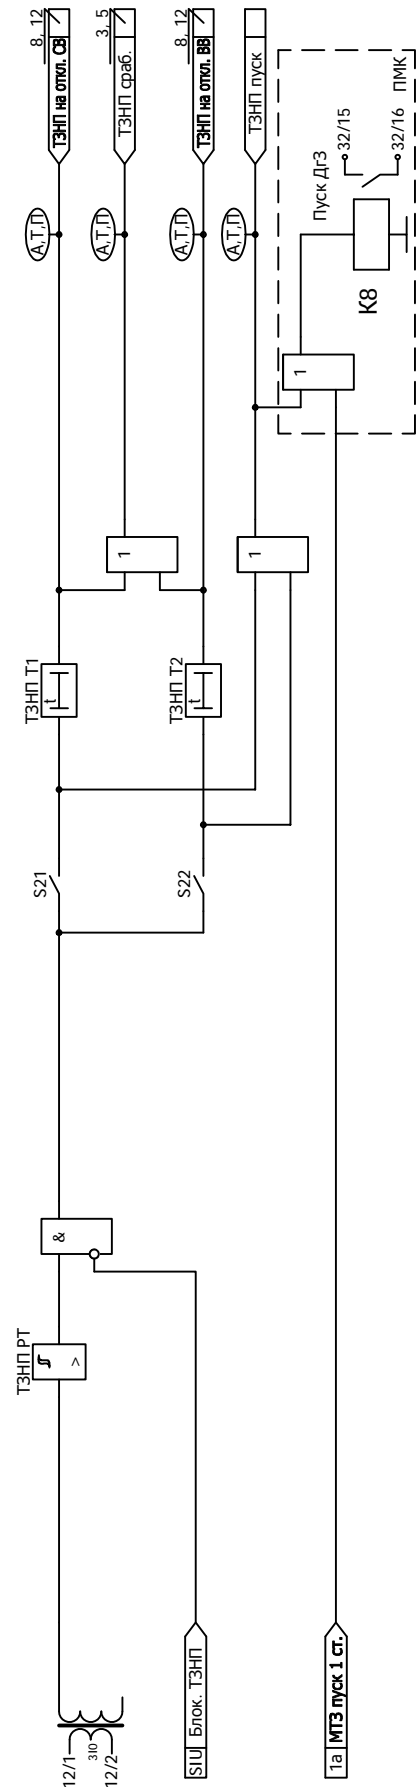 8, 12
ТЗНП на откл. СВ
3, 5
ТЗНП сраб.
8, 12
ТЗНП на откл. ВВ
ТЗНП пуск
А,Т,П
А,Т,П
А,Т,П
А,Т,П
ПМК
32/15
32/16
Пуск ДгЗ
К8
1
1
1
ТЗНП Т1
t
ТЗНП Т2
t
S21
S22
&
ТЗНП РТ
>
12/1
3I0
12/2
SIU Блок. ТЗНП
1а МТЗ пуск 1 ст.